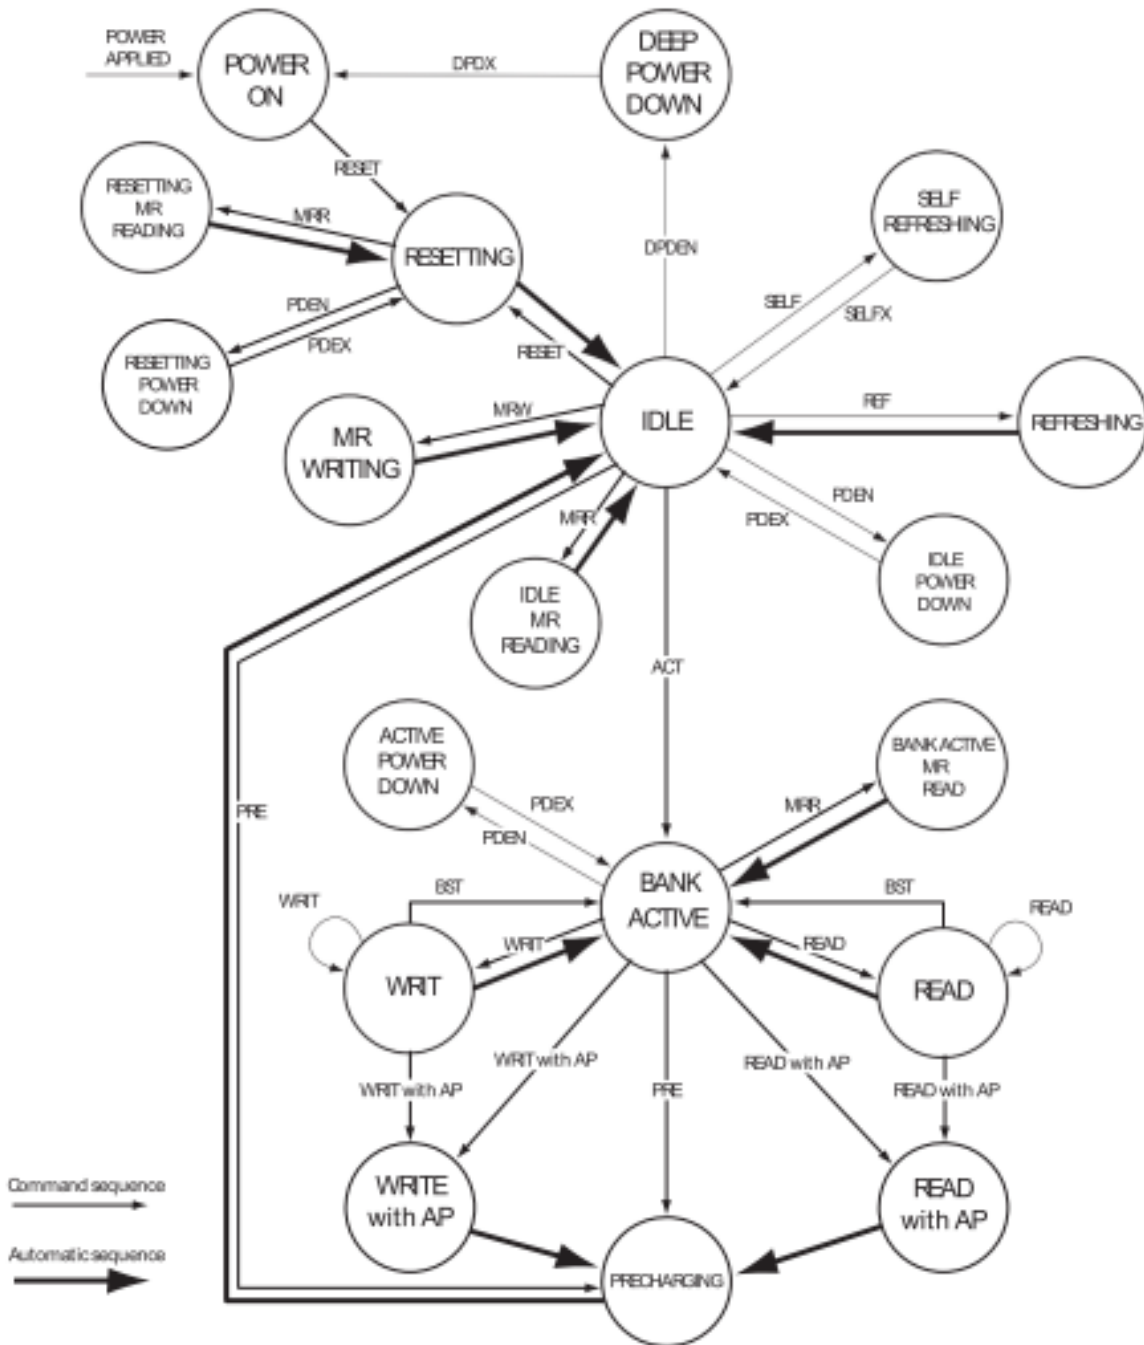 POWER
APPLIED
POWER
ON
DPDX
DEEP
POWER
DOWN
RESET
RESETTING
MR
READING
MRR
RESETTING
SELF
REFRESHING
DPDEN
PDEN
PDEX
SELF
SELFX
RESETTING
POWER
DOWN
RESET
MRW
IDLE
REF
REFRESHING
MR
WRITING
MRR
PDEN
PDEX
IDLE
MR
READING
IDLE
POWER
DOWN
ACT
ACTIVE
POWER
DOWN
BANK ACTIVE
MR
READ
PRE
PDEX
PDEN
MRR
BANK
ACTIVE
BST
BST
WRIT
READ
WRIT
READ
WRIT
READ
WRIT with AP
READ with AP
WRIT with AP
PRE
READ with AP
Command sequence
WRITE
with AP
READ
with AP
Automatic sequence
PRECHARGING